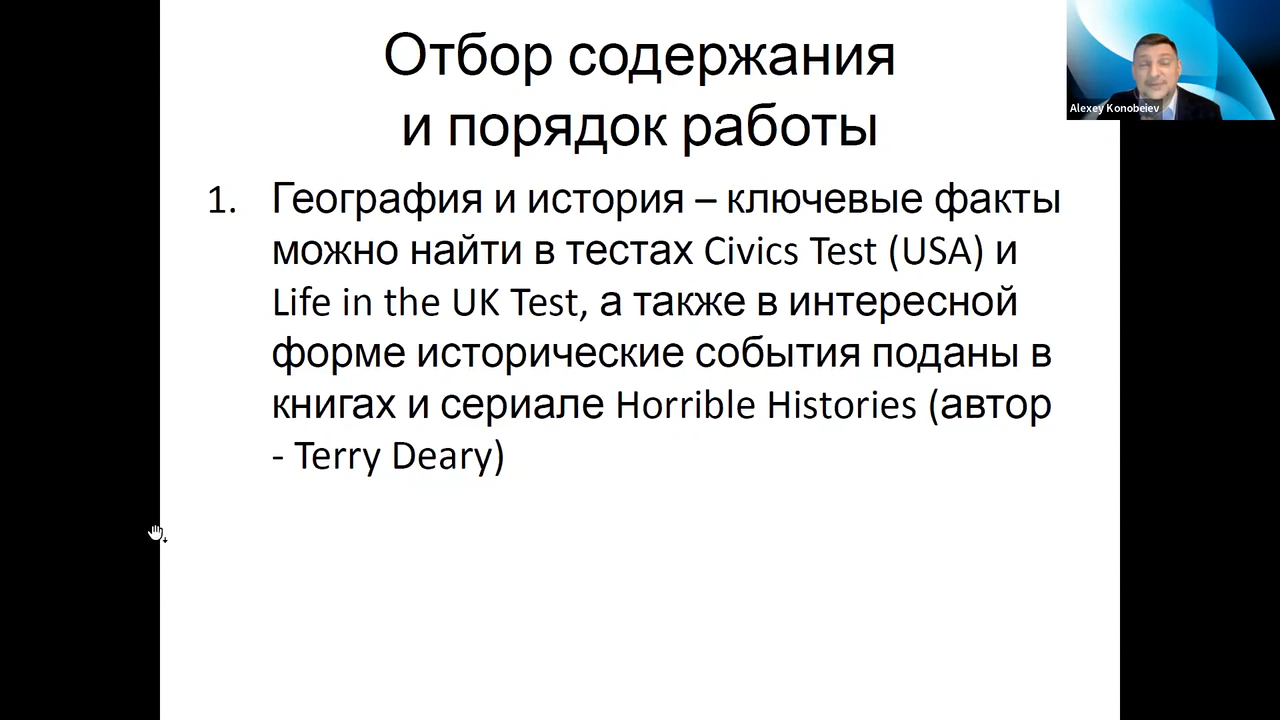 Отбор содержания
и порядок работы
Alexey Konobeiev
1. География и история – ключевые факты
можно найти в тестах Civics Test (USA) и
Life in the UK Test, а также в интересной
форме исторические события поданы в
книгах и сериале Horrible Histories (автор
- Terry Deary)